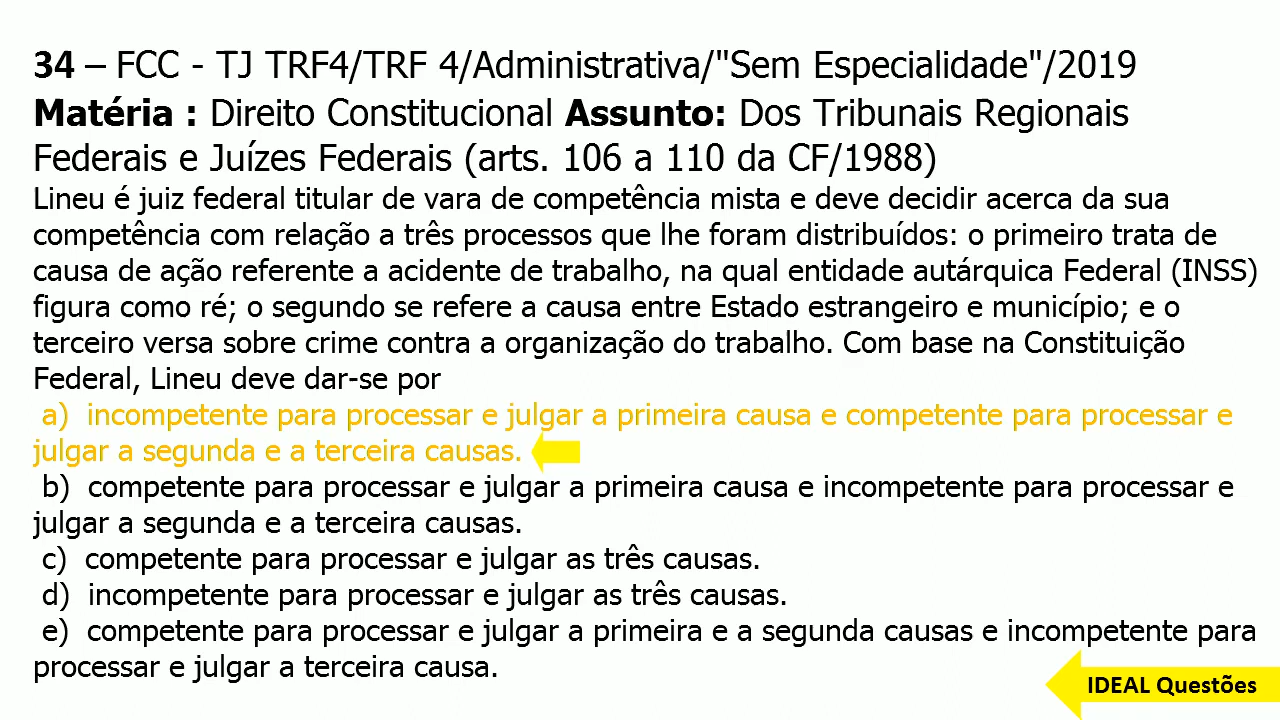 34 – FCC - TJ TRF4/TRF 4/Administrativa/"Sem Especialidade"/2019
Matéria : Direito Constitucional Assunto: Dos Tribunais Regionais
Federais e Juízes Federais (arts. 106 a 110 da CF/1988)
Lineu é juiz federal titular de vara de competência mista e deve decidir acerca da sua
competência com relação a três processos que lhe foram distribuídos: o primeiro trata de
causa de ação referente a acidente de trabalho, na qual entidade autárquica Federal (INSS)
figura como ré; o segundo se refere a causa entre Estado estrangeiro e município; e o
terceiro versa sobre crime contra a organização do trabalho. Com base na Constituição
Federal, Lineu deve dar-se por
a) incompetente para processar e julgar a primeira causa e competente para processar e
julgar a segunda e a terceira causas.
b) competente para processar e julgar a primeira causa e incompetente para processar e
julgar a segunda e a terceira causas.
c) competente para processar e julgar as três causas.
d) incompetente para processar e julgar as três causas.
e) competente para processar e julgar a primeira e a segunda causas e incompetente para
processar e julgar a terceira causa.
IDEAL Questões